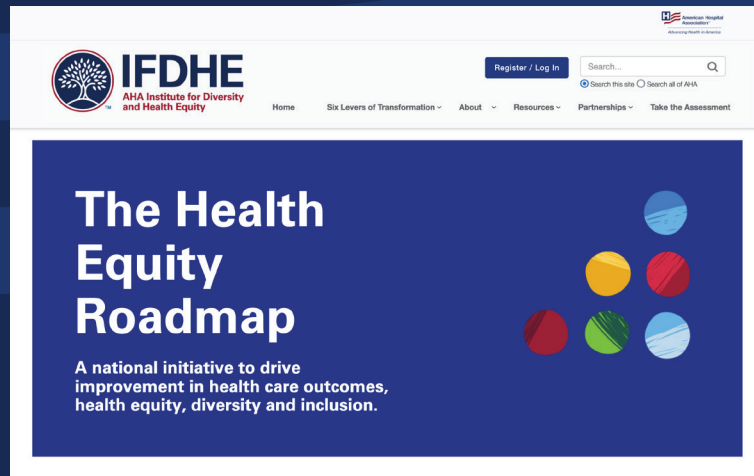 American Hospital
Association™
Advancing Health in America
IFDHE
AHA Institute for Diversity
and Health Equity
TM
Register / Log In
Search...
Search this site
Search all of AHA
Home
Six Levers of Transformation
About
Resources
Partnerships
Take the Assessment
The Health
Equity
Roadmap
A national initiative to drive
improvement in health care outcomes,
health equity, diversity and inclusion.